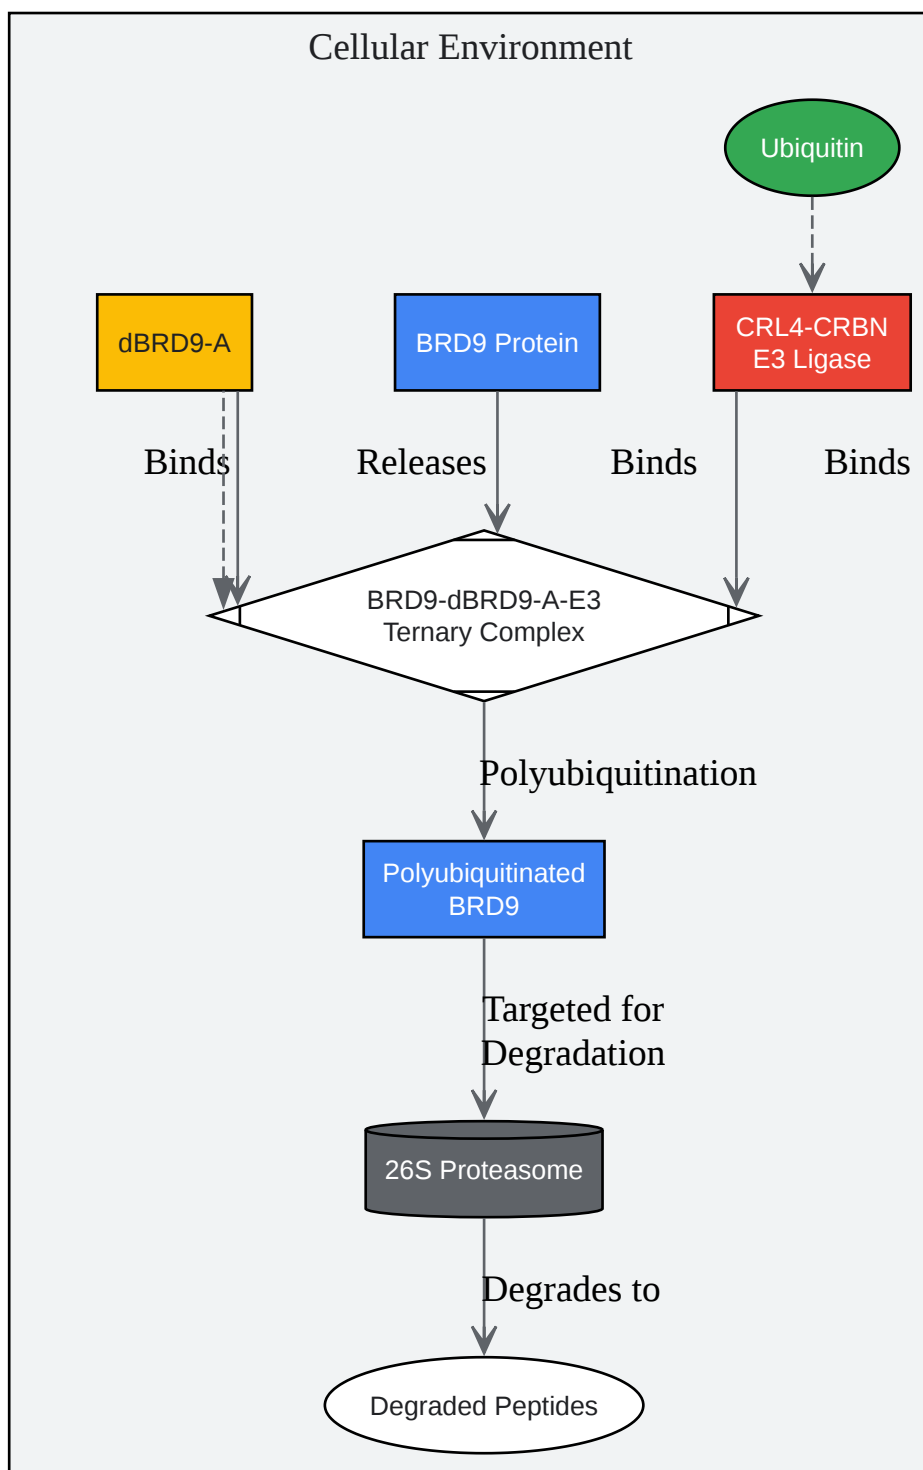 Cellular Environment
Ubiquitin
dBRD9-A
BRD9 Protein
CRL4-CRBN
E3 Ligase
Binds
Releases
Binds
Binds
BRD9-dBRD9-A-E3
Ternary Complex
Polyubiquitination
Polyubiquitinated
BRD9
Targeted for
Degradation
26S Proteasome
Degrades to
Degraded Peptides